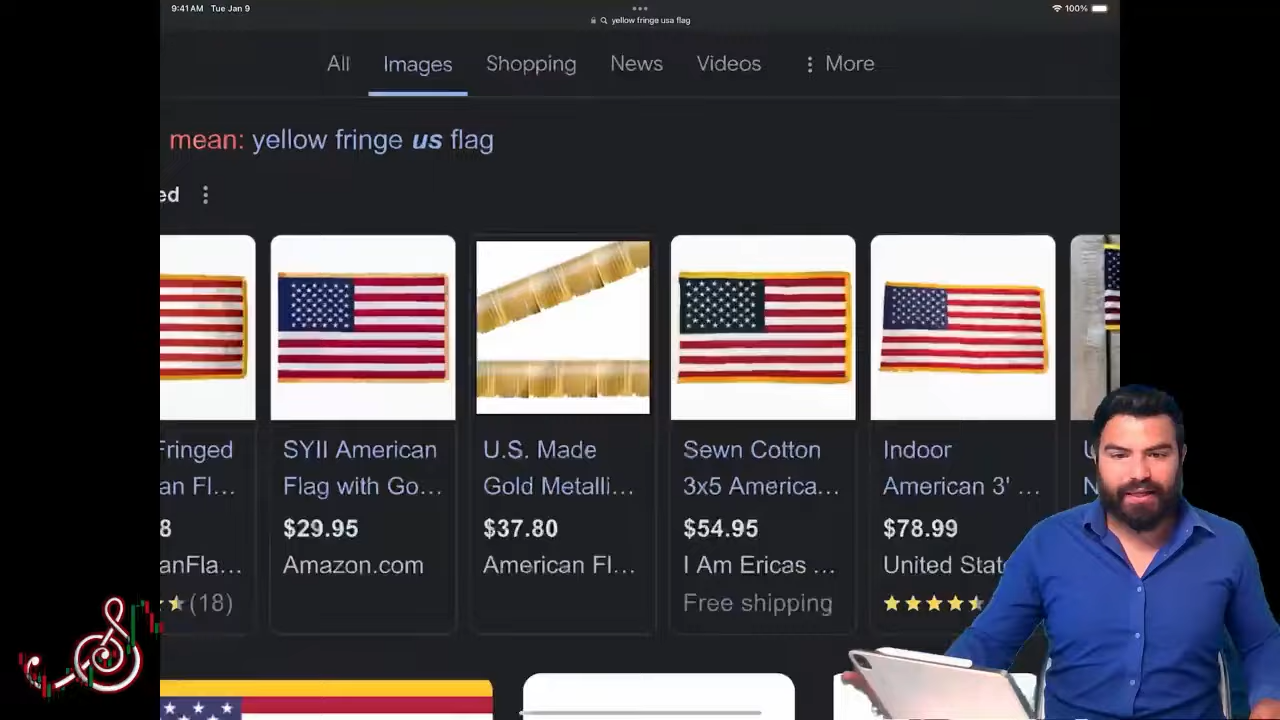 9:41AM Tue Jan 9
yellow fringe usa flag
All Images Shopping News Videos More
mean: yellow fringe us flag
ed
Fringed
an Fl...
8
anFla...
(18)
SYII American
Flag with Go...
$29.95
Amazon.com
U.S. Made
Gold Metalli...
$37.80
American Fl...
Sewn Cotton
3x5 America...
$54.95
I Am Ericas ...
Free shipping
Indoor
American 3' ...
$78.99
United Stat
100%